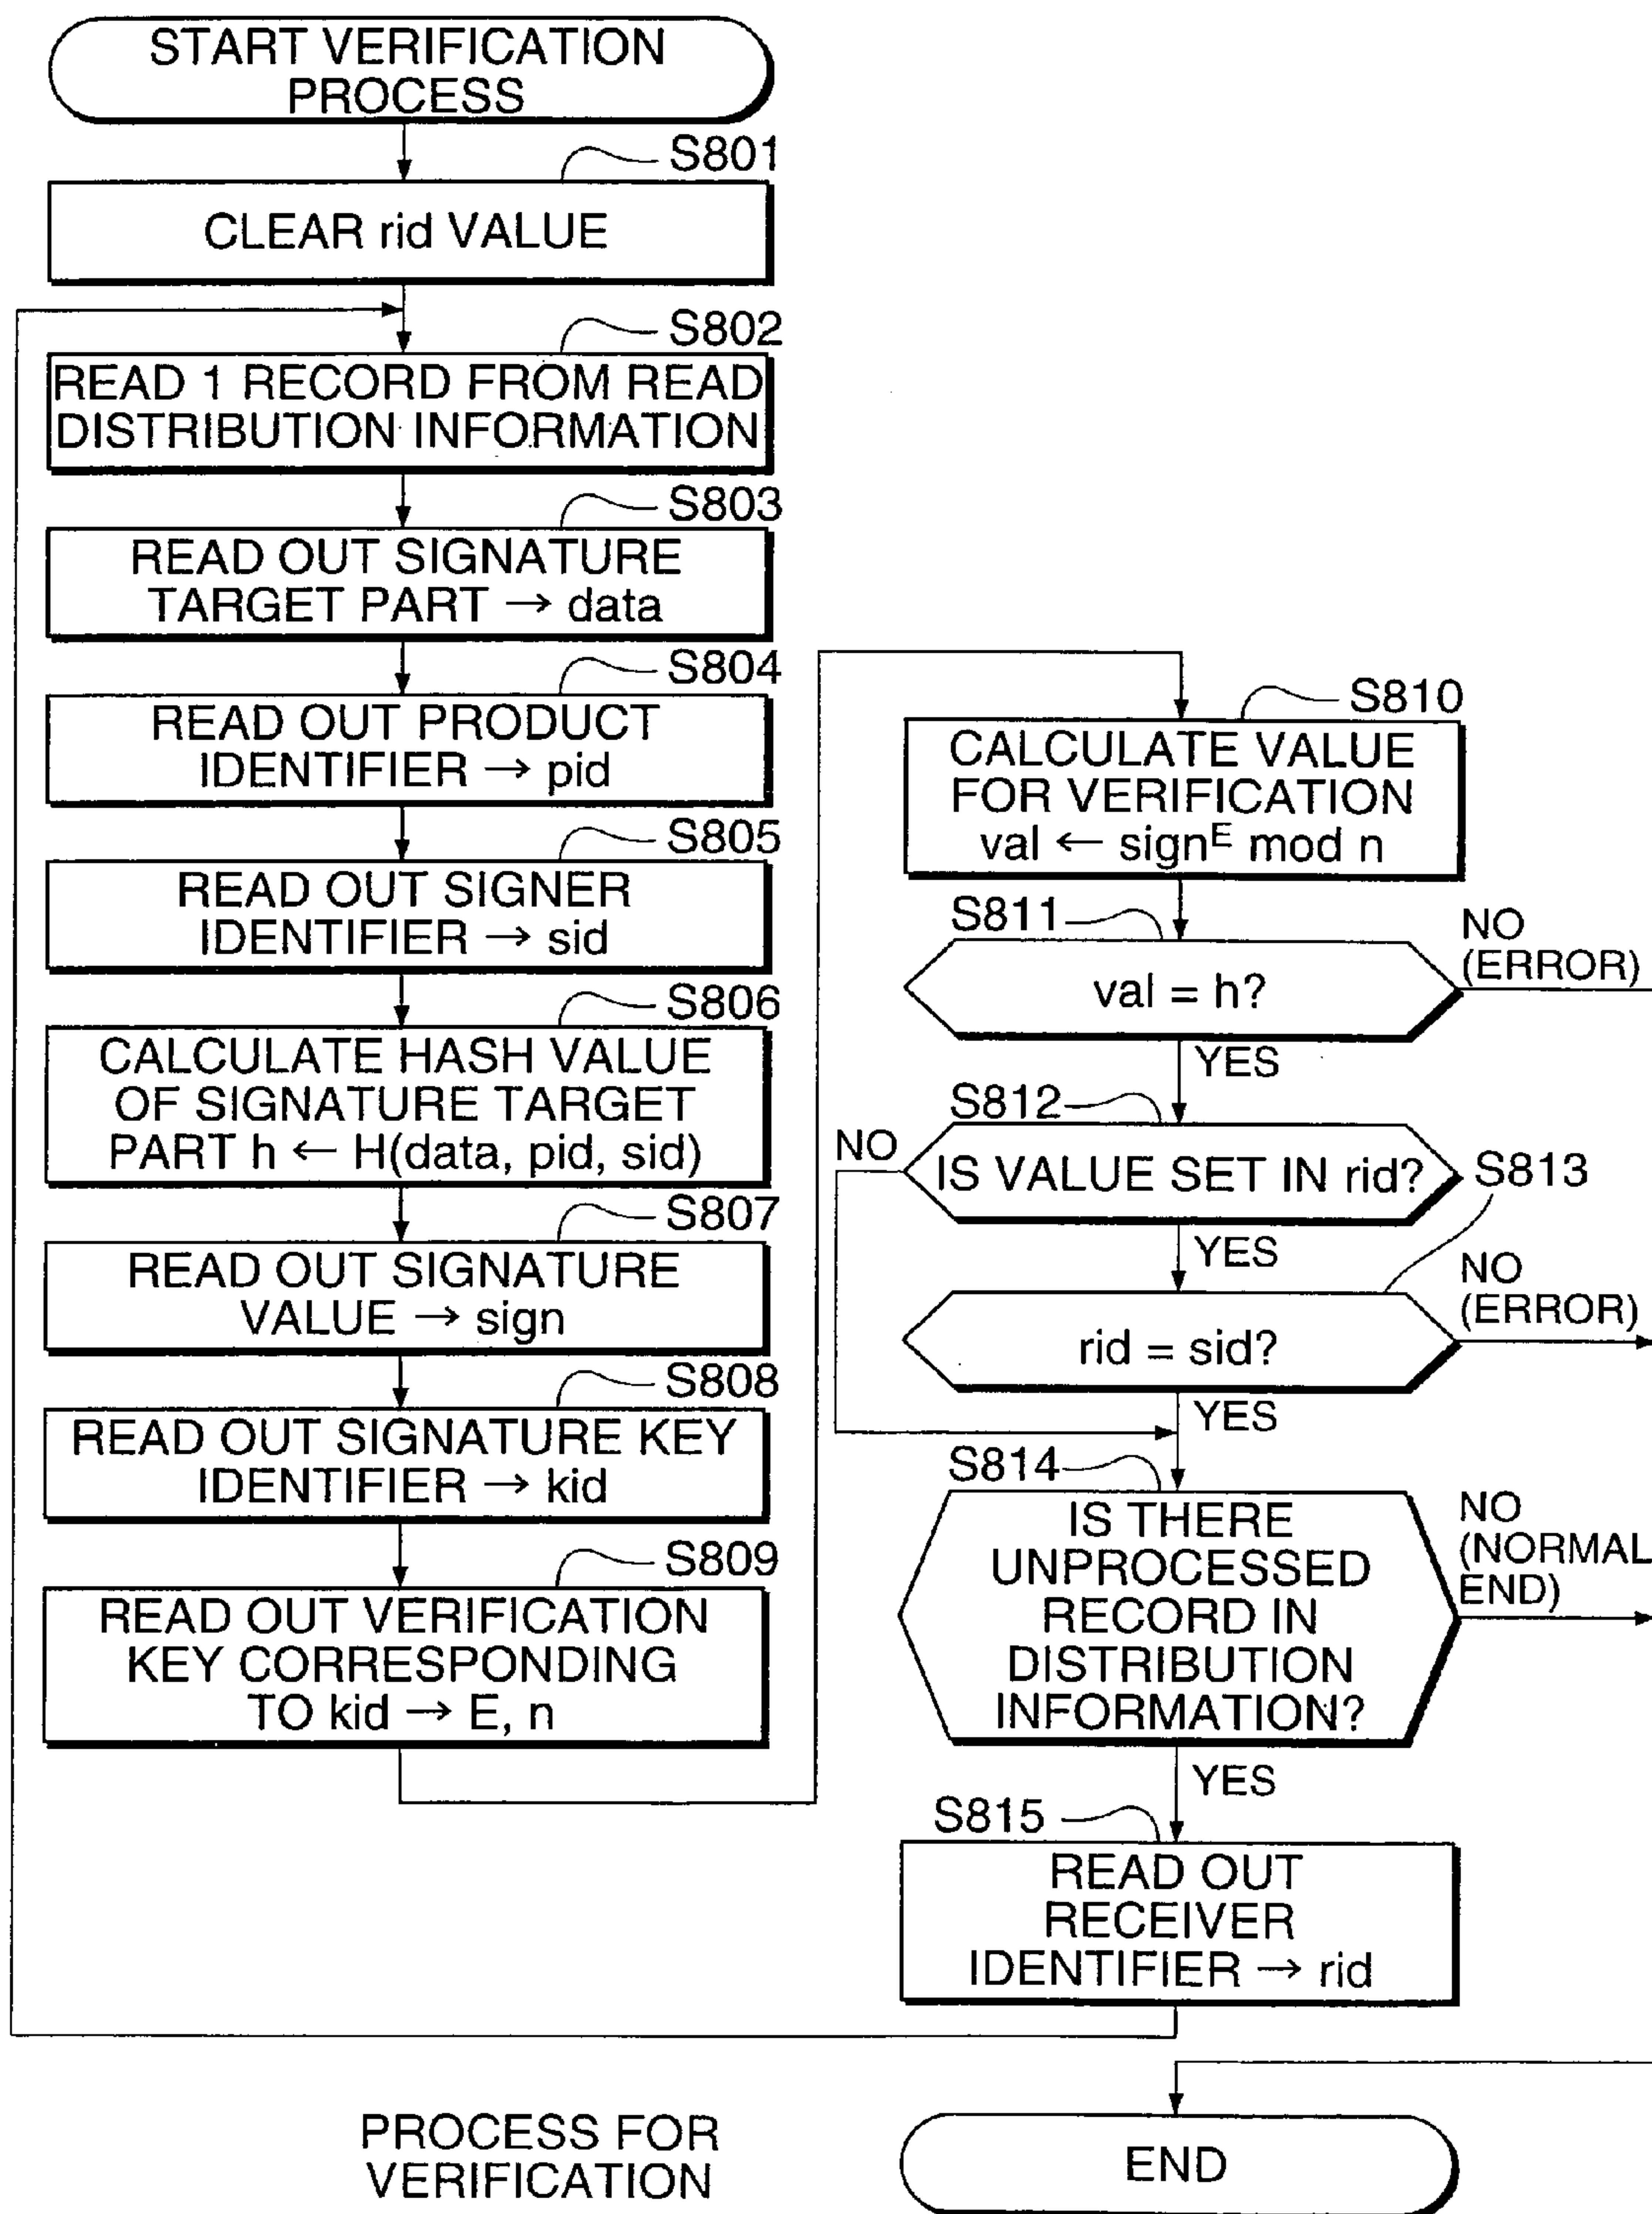 START VERIFICATION
PROCESS
S801
CLEAR rid VALUE
S802
READ 1 RECORD FROM READ
DISTRIBUTION INFORMATION
S803
READ OUT SIGNATURE
TARGET PART → data
S804
READ OUT PRODUCT
IDENTIFIER → pid
S805
READ OUT SIGNER
IDENTIFIER → sid
S806
CALCULATE HASH VALUE
OF SIGNATURE TARGET
PART h ← H(data, pid, sid)
S807
READ OUT SIGNATURE
VALUE → sign
S808
READ OUT SIGNATURE KEY
IDENTIFIER → kid
S809
READ OUT VERIFICATION
KEY CORRESPONDING
TO kid → E, n
S810
CALCULATE VALUE
FOR VERIFICATION
val ← sign^E mod n
S811
NO
(ERROR)
val = h?
YES
S812
NO
IS VALUE SET IN rid?
S813
YES
NO
(ERROR)
rid = sid?
YES
S814
IS THERE
UNPROCESSED
RECORD IN
DISTRIBUTION
INFORMATION?
NO
(NORMAL
END)
YES
S815
READ OUT
RECEIVER
IDENTIFIER → rid
PROCESS FOR
VERIFICATION
END